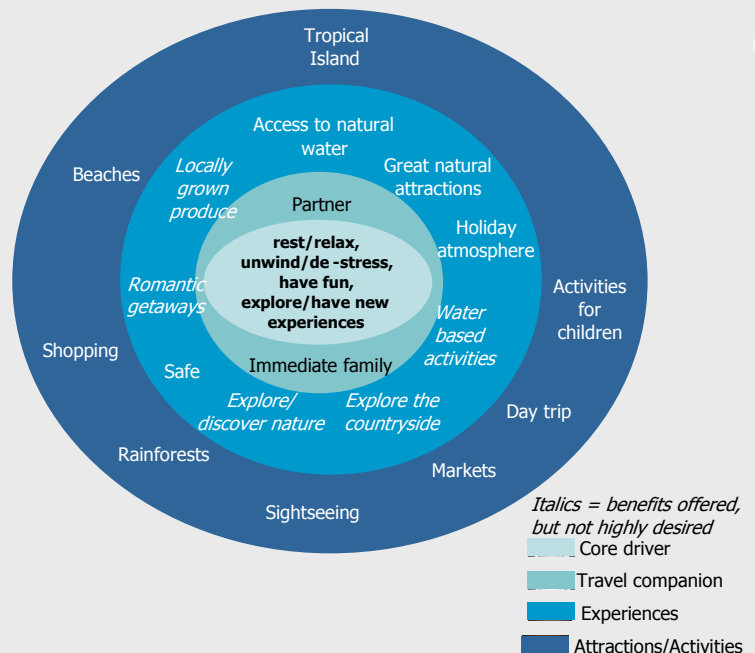 Tropical
Island
Access to natural
water
Beaches
Locally
grown
produce
Great natural
attractions
Partner
Holiday
atmosphere
rest/relax,
unwind/de -stress,
have fun,
explore/have new
experiences
Romantic
getaways
Activities
for
children
Water
based
activities
Shopping
Safe
Immediate family
Explore/
discover nature
Explore the
countryside
Day trip
Rainforests
Markets
Sightseeing
Italics = benefits offered,
but not highly desired
Core driver
Travel companion
Experiences
Attractions/Activities